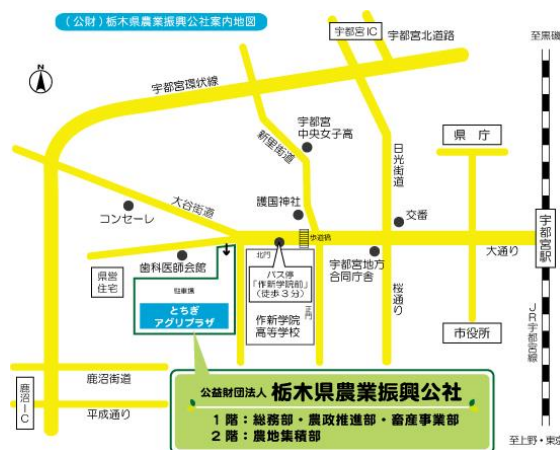 （公財）栃木県農業振興公社案内地図
至黒磯
宇都宮IC
宇都宮北道路
N
宇都宮環状線
宇都宮
中央女子高
新里街道
日光街道
県庁
大谷街道
護国神社
コンセーレ
交番
宇都宮駅
歩道橋
大通り
歯科医師会館
北門
バス停
「作新学院前」
（徒歩３分）
宇都宮地方
合同庁舎
県営
住宅
駐車場
とちぎ
アグリプラザ
作新学院
高等学校
正門
桜通り
市役所
JR宇都宮線
鹿沼街道
鹿沼IC
平成通り
公益財団法人 栃木県農業振興公社
１階：総務部・農政推進部・畜産事業部
２階：農地集積部
至上野・東京